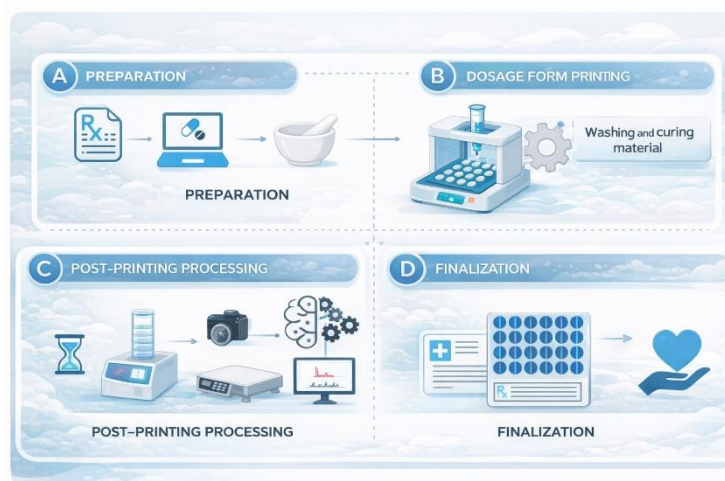 A PREPARATION
B DOSAGE FORM PRINTING
Rx
Washing and curing
material
PREPARATION
C POST-PRINTING PROCESSING
D FINALIZATION
Rx
POST-PRINTING PROCESSING
FINALIZATION